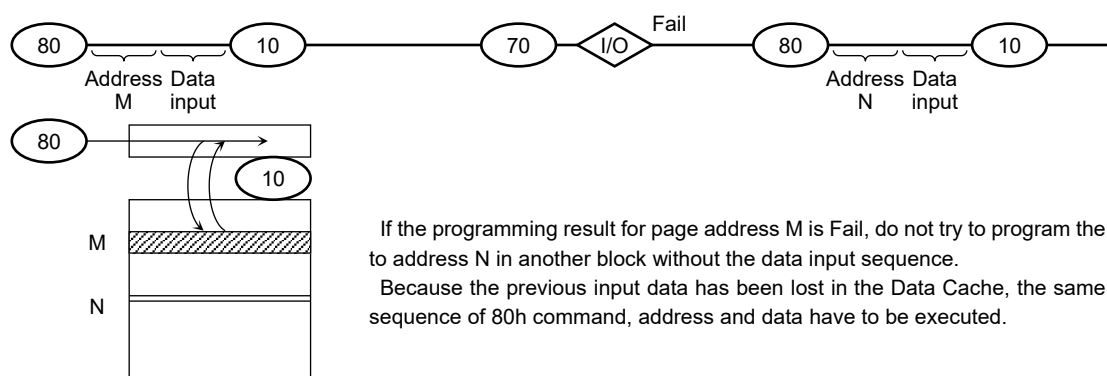 80 10 70 I/O Fail 80 10
Address M Data input Address N Data input
80
10
M
N
If the programming result for page address M is Fail, do not try to program the
to address N in another block without the data input sequence.
Because the previous input data has been lost in the Data Cache, the same
sequence of 80h command, address and data have to be executed.